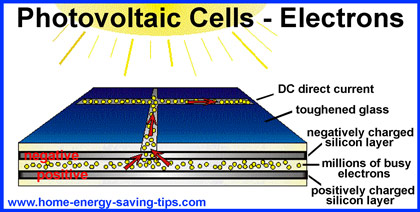 Photovoltaic Cells - Electrons
DC direct current
toughened glass
negatively charged
silicon layer
negative
millions of busy
electrons
positive
positively charged
silicon layer
www.home-energy-saving-tips.com